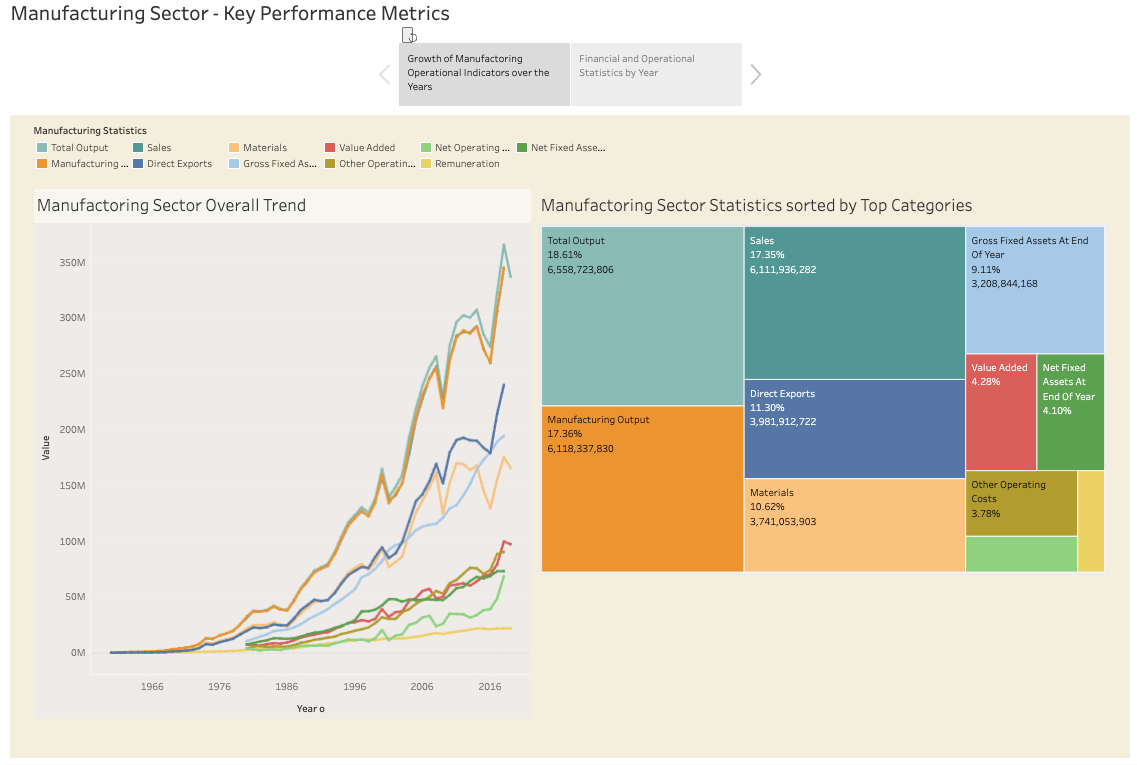 Manufacturing Sector - Key Performance Metrics
Growth of Manufactoring
Operational Indicators over the
Years
Financial and Operational
Statistics by Year
Manufacturing Statistics
Total Output
Sales
Materials
Value Added
Net Operating ...
Net Fixed Asse...
Manufacturing ...
Direct Exports
Gross Fixed As...
Other Operatin...
Remuneration
Manufactoring Sector Overall Trend
350M
300M
250M
200M
150M
100M
50M
0M
Value
1966
1976
1986
1996
2006
2016
Year o
Manufactoring Sector Statistics sorted by Top Categories
Total Output
18.61%
6,558,723,806
Manufacturing Output
17.36%
6,118,337,830
Sales
17.35%
6,111,936,282
Direct Exports
11.30%
3,981,912,722
Materials
10.62%
3,741,053,903
Gross Fixed Assets At End
Of Year
9.11%
3,208,844,168
Value Added
4.28%
Net Fixed
Assets At
End Of Year
4.10%
Other Operating
Costs
3.78%